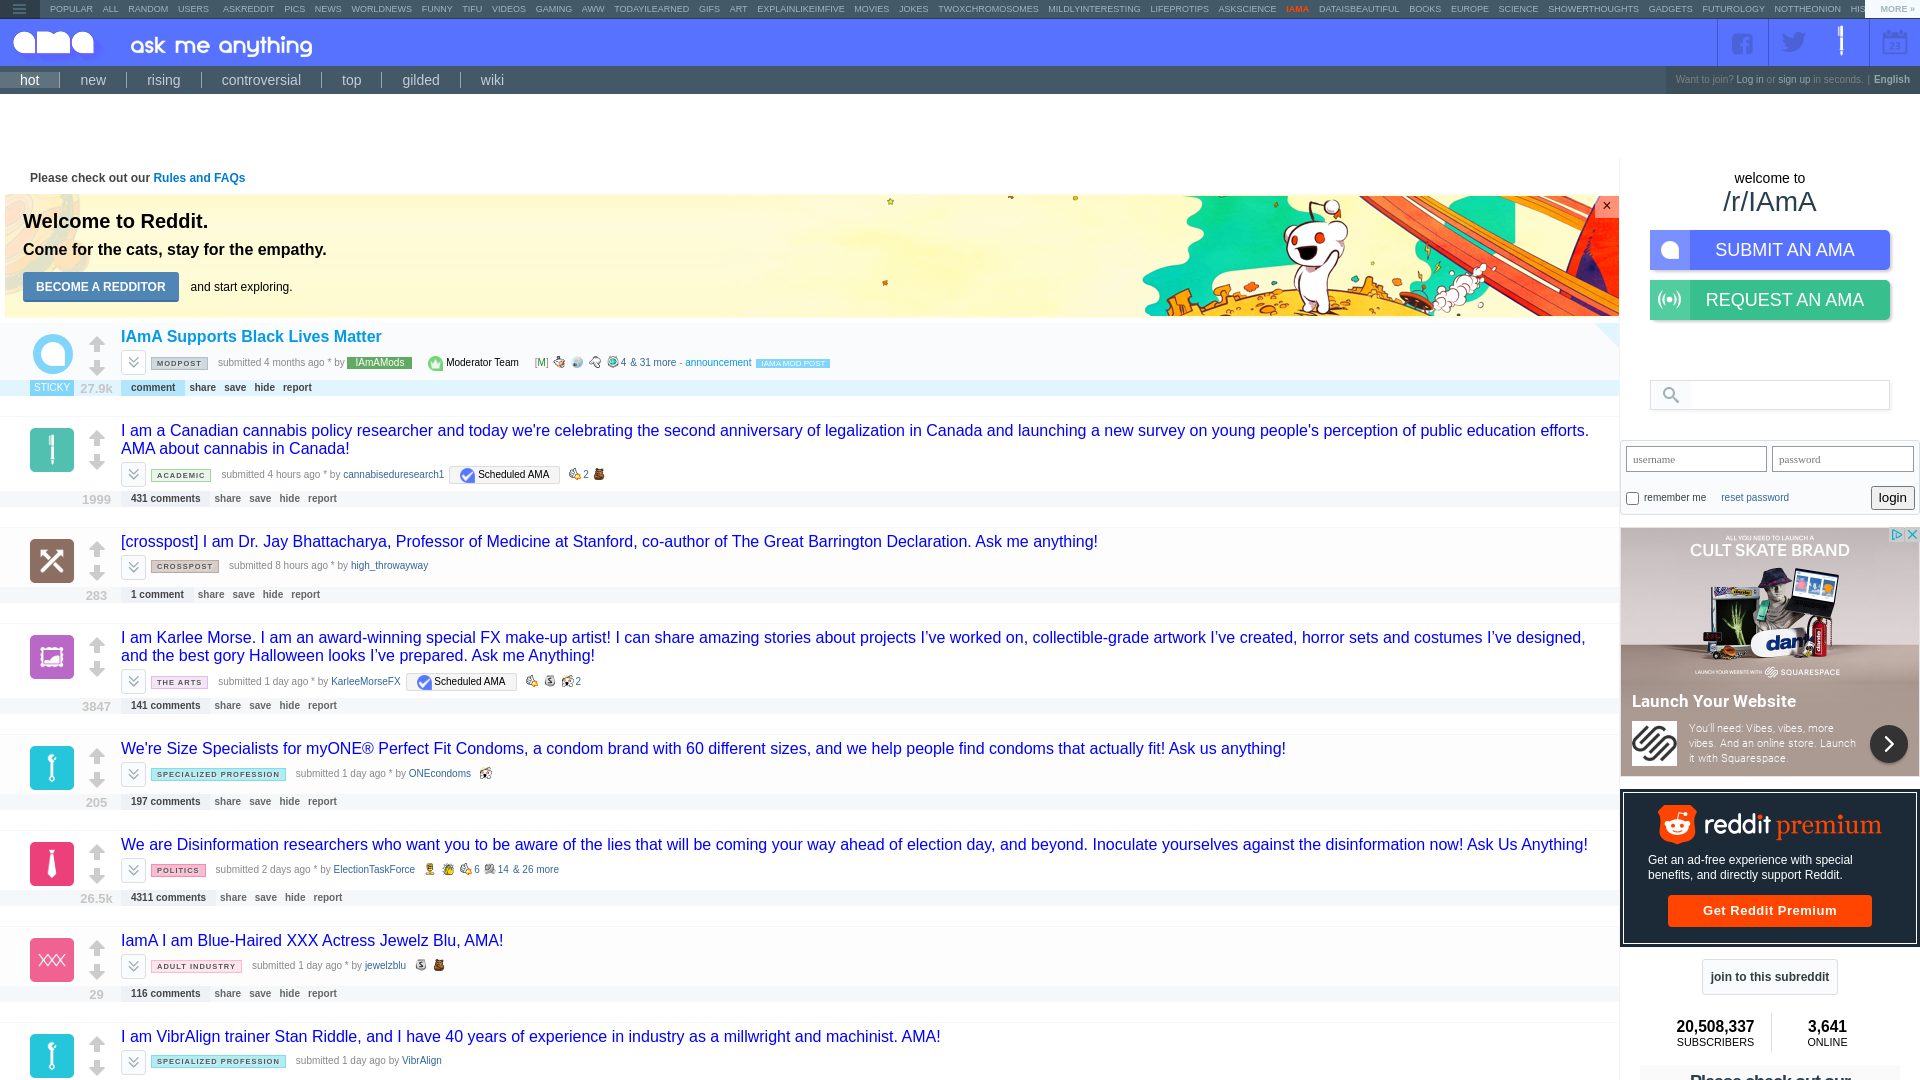 POPULAR ALL RANDOM USERS ASKREDDIT PICS NEWS WORLDNEWS FUNNY TIFU VIDEOS GAMING AWW TODAYILEARNED GIFS ART EXPLAINLIKEIMFIVE MOVIES JOKES TWOXCHROMOSOMES MILDLYINTERESTING LIFEPROTIPS ASKSCIENCE IAMA DATAISBEAUTIFUL BOOKS EUROPE SCIENCE SHOWERTHOUGHTS GADGETS FUTUROLOGY NOTTHEONION HIS MORE »
ama ask me anything
23
hot new rising controversial top gilded wiki
Want to join? Log in or sign up in seconds. | English
Please check out our Rules and FAQs
Welcome to Reddit.
Come for the cats, stay for the empathy.
BECOME A REDDITOR and start exploring.
×
IAmA Supports Black Lives Matter
MODPOST submitted 4 months ago * by IAmAMods Moderator Team [M] 4 & 31 more - announcement IAMA MOD POST
STICKY 27.9k comment share save hide report
I am a Canadian cannabis policy researcher and today we're celebrating the second anniversary of legalization in Canada and launching a new survey on young people's perception of public education efforts.
AMA about cannabis in Canada!
ACADEMIC submitted 4 hours ago * by cannabiseduresearch1 Scheduled AMA 2
1999 431 comments share save hide report
[crosspost] I am Dr. Jay Bhattacharya, Professor of Medicine at Stanford, co-author of The Great Barrington Declaration. Ask me anything!
CROSSPOST submitted 8 hours ago * by high_throwayway
283 1 comment share save hide report
I am Karlee Morse. I am an award-winning special FX make-up artist! I can share amazing stories about projects I’ve worked on, collectible-grade artwork I’ve created, horror sets and costumes I’ve designed,
and the best gory Halloween looks I’ve prepared. Ask me Anything!
THE ARTS submitted 1 day ago * by KarleeMorseFX Scheduled AMA 2
3847 141 comments share save hide report
We're Size Specialists for myONE® Perfect Fit Condoms, a condom brand with 60 different sizes, and we help people find condoms that actually fit! Ask us anything!
SPECIALIZED PROFESSION submitted 1 day ago * by ONEcondoms
205 197 comments share save hide report
We are Disinformation researchers who want you to be aware of the lies that will be coming your way ahead of election day, and beyond. Inoculate yourselves against the disinformation now! Ask Us Anything!
POLITICS submitted 2 days ago * by ElectionTaskForce 6 14 & 26 more
26.5k 4311 comments share save hide report
IamA I am Blue-Haired XXX Actress Jewelz Blu, AMA!
XXX
ADULT INDUSTRY submitted 1 day ago * by jewelzblu
29 116 comments share save hide report
I am VibrAlign trainer Stan Riddle, and I have 40 years of experience in industry as a millwright and machinist. AMA!
SPECIALIZED PROFESSION submitted 1 day ago by VibrAlign
welcome to
/r/IAmA
SUBMIT AN AMA
REQUEST AN AMA
username password
remember me reset password login
ALL YOU NEED TO LAUNCH A
CULT SKATE BRAND
dam
LAUNCH YOUR WEBSITE WITH SQUARESPACE
Launch Your Website
You'll need: Vibes, vibes, more
vibes. And an online store. Launch
it with Squarespace.
reddit premium
Get an ad-free experience with special
benefits, and directly support Reddit.
Get Reddit Premium
join to this subreddit
20,508,337 3,641
SUBSCRIBERS ONLINE
Please check out our